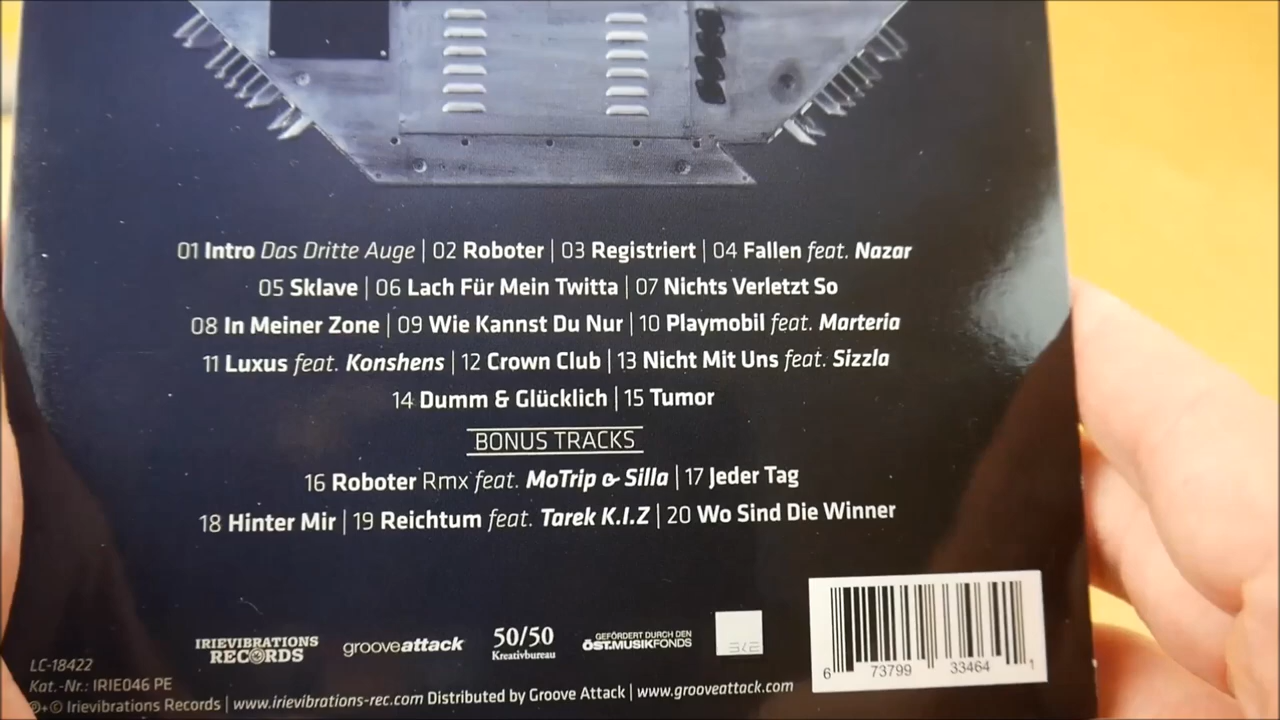 01 Intro Das Dritte Auge | 02 Roboter | 03 Registriert | 04 Fallen feat. Nazar
05 Sklave | 06 Lach Für Mein Twitta | 07 Nichts Verletzt So
08 In Meiner Zone | 09 Wie Kannst Du Nur | 10 Playmobil feat. Marteria
11 Luxus feat. Konshens | 12 Crown Club | 13 Nicht Mit Uns feat. Sizzla
14 Dumm & Glücklich | 15 Tumor
BONUS TRACKS
16 Roboter Rmx feat. MoTrip & Silla | 17 Jeder Tag
18 Hinter Mir | 19 Reichtum feat. Tarek K.I.Z | 20 Wo Sind Die Winner
IRIEVIBRATIONS
RECORDS
grooveattack
50/50
Kreativbureau
GEFÖRDERT DURCH DEN
ÖST.MUSIKFONDS
SKE
LC-18422
Kat.-Nr.: IRIE046 PE
℗+© Irievibrations Records | www.irievibrations-rec.com Distributed by Groove Attack | www.grooveattack.com
6 73799 33464 1